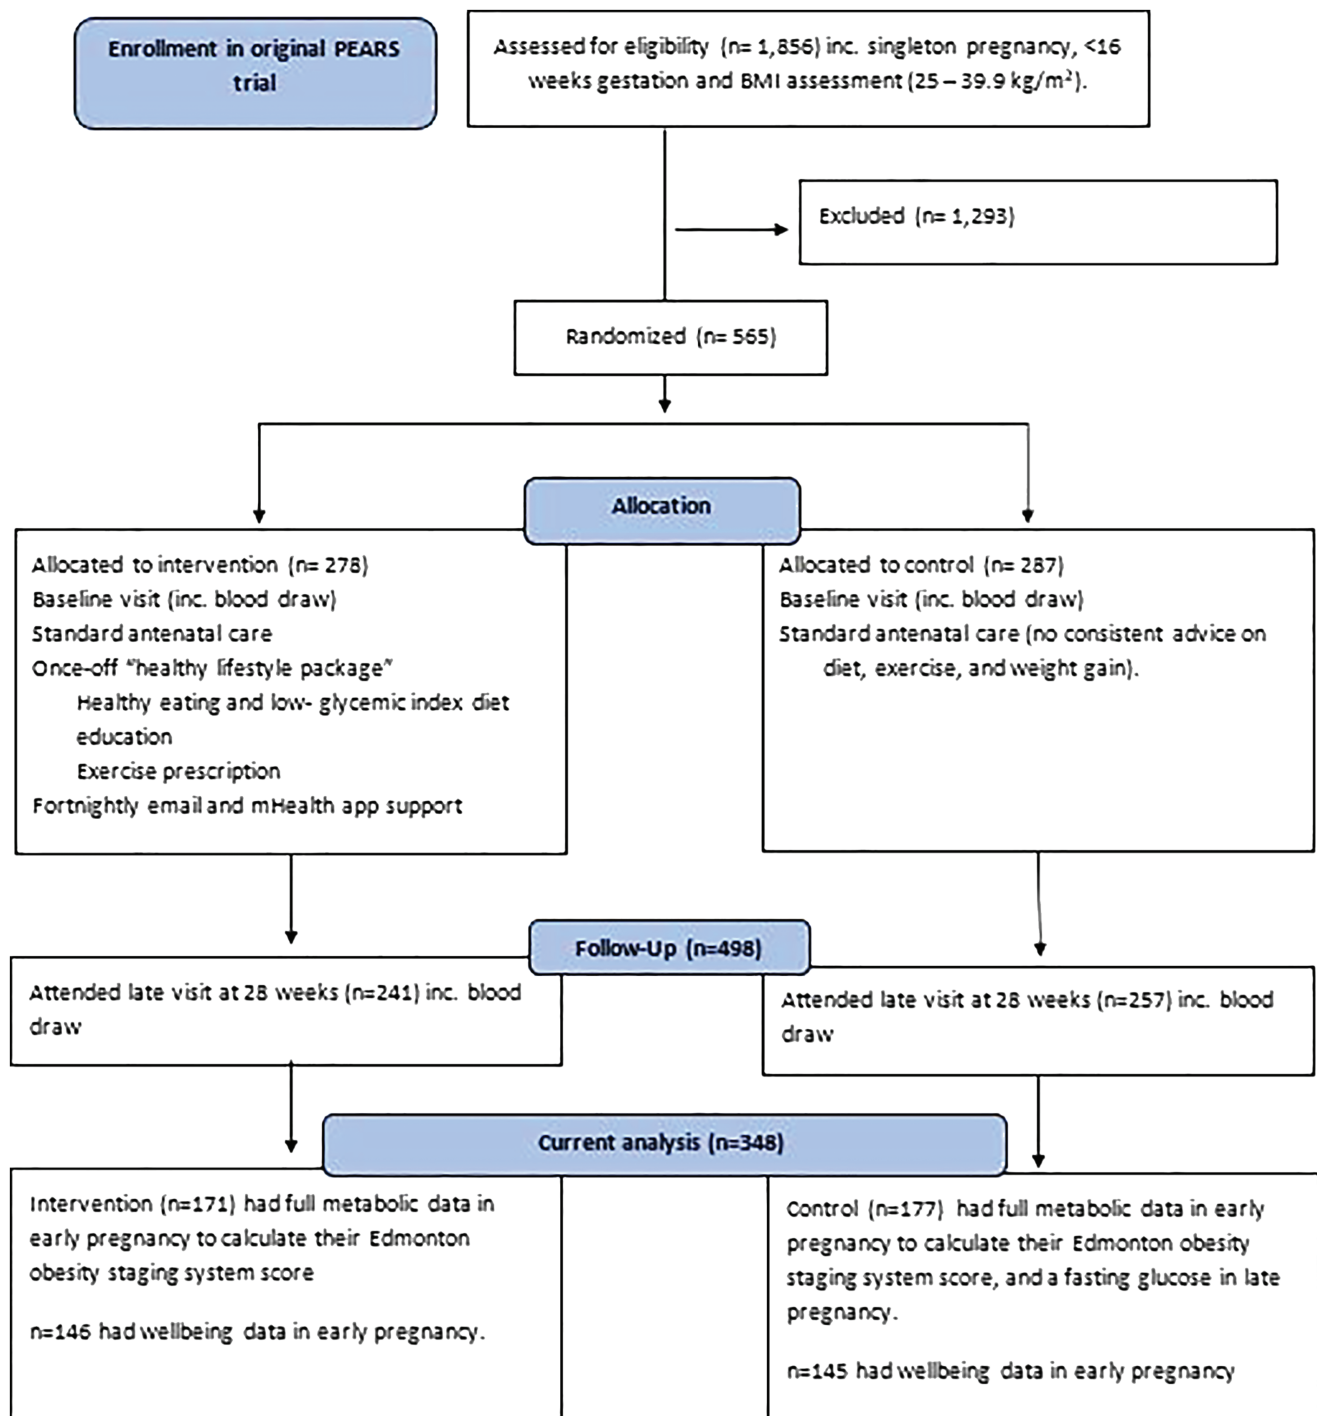 Enrollment in original PEARS
trial
Assessed for eligibility (n= 1,856) inc. singleton pregnancy, <16
weeks gestation and BMI assessment (25 – 39.9 kg/m²).
Excluded (n= 1,293)
Randomized (n= 565)
Allocation
Allocated to intervention (n= 278)
Baseline visit (inc. blood draw)
Standard antenatal care
Once-off “healthy lifestyle package”
Healthy eating and low- glycemic index diet
education
Exercise prescription
Fortnightly email and mHealth app support
Allocated to control (n= 287)
Baseline visit (inc. blood draw)
Standard antenatal care (no consistent advice on
diet, exercise, and weight gain).
Follow-Up (n=498)
Attended late visit at 28 weeks (n=241) inc. blood
draw
Attended late visit at 28 weeks (n=257) inc. blood
draw
Current analysis (n=348)
Intervention (n=171) had full metabolic data in
early pregnancy to calculate their Edmonton
obesity staging system score
n=146 had wellbeing data in early pregnancy.
Control (n=177) had full metabolic data in early
pregnancy to calculate their Edmonton obesity
staging system score, and a fasting glucose in late
pregnancy.
n=145 had wellbeing data in early pregnancy